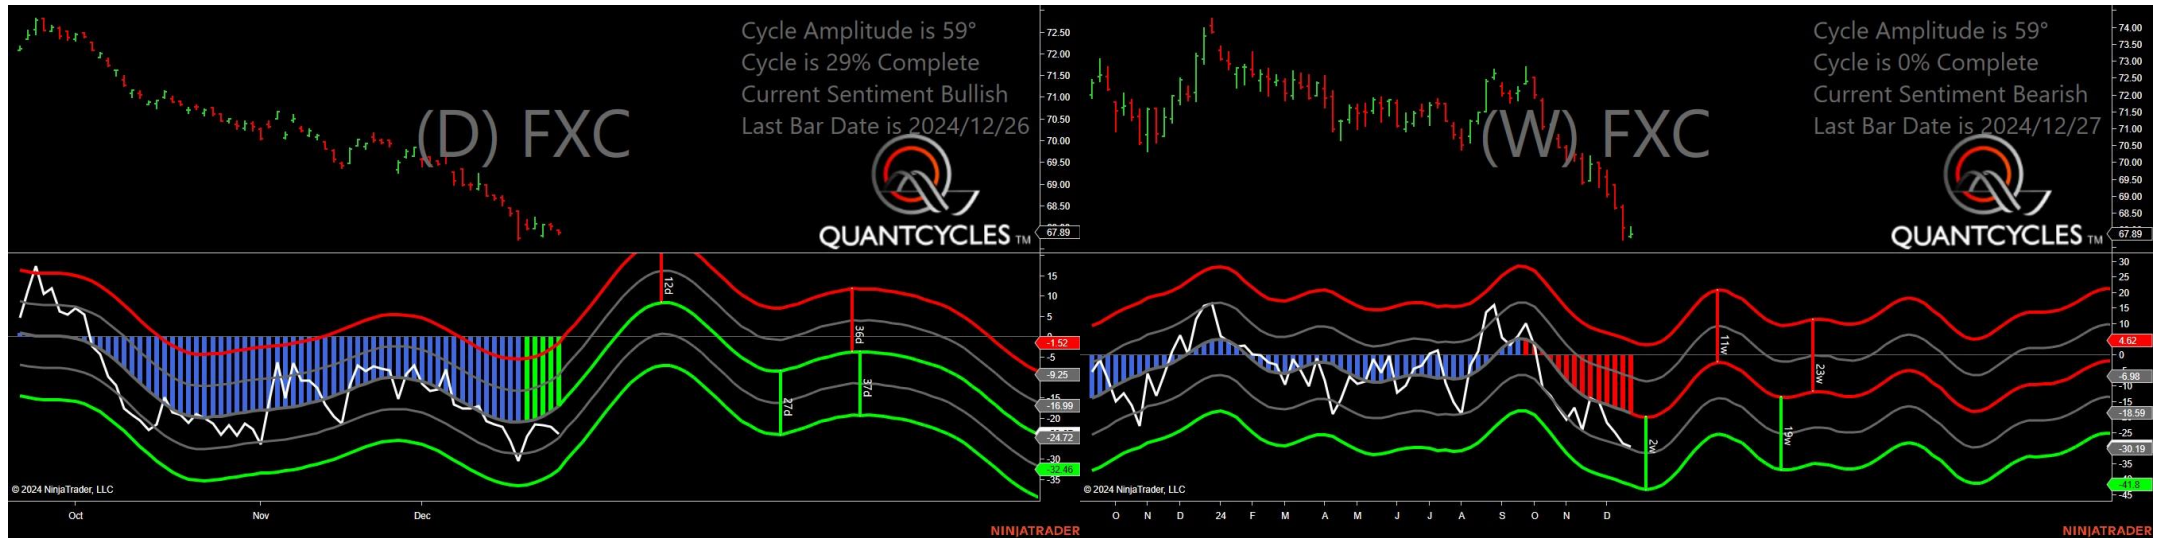 Cycle Amplitude is 59°
Cycle is 29% Complete
Current Sentiment Bullish
Last Bar Date is 2024/12/26
(D) FXC
QUANTCYCLES TM
72.50
72.00
71.50
71.00
70.50
70.00
69.50
69.00
68.50
67.89
12d
36d
37d
27d
15
10
5
0
-1.52
-5
-9.25
-15
-16.99
-20
-24.72
-30
-32.46
-35
© 2024 NinjaTrader, LLC
Oct
Nov
Dec
NINJATRADER
Cycle Amplitude is 59°
Cycle is 0% Complete
Current Sentiment Bearish
Last Bar Date is 2024/12/27
(W) FXC
QUANTCYCLES TM
74.00
73.50
73.00
72.50
72.00
71.50
71.00
70.50
70.00
69.50
69.00
68.50
67.89
11w
23w
2w
19w
30
25
20
15
10
4.62
0
-6.98
-10
-15
-18.59
-25
-30.19
-35
-41.8
-45
© 2024 NinjaTrader, LLC
O
N
D
24
F
M
A
M
J
J
A
S
O
N
D
NINJATRADER